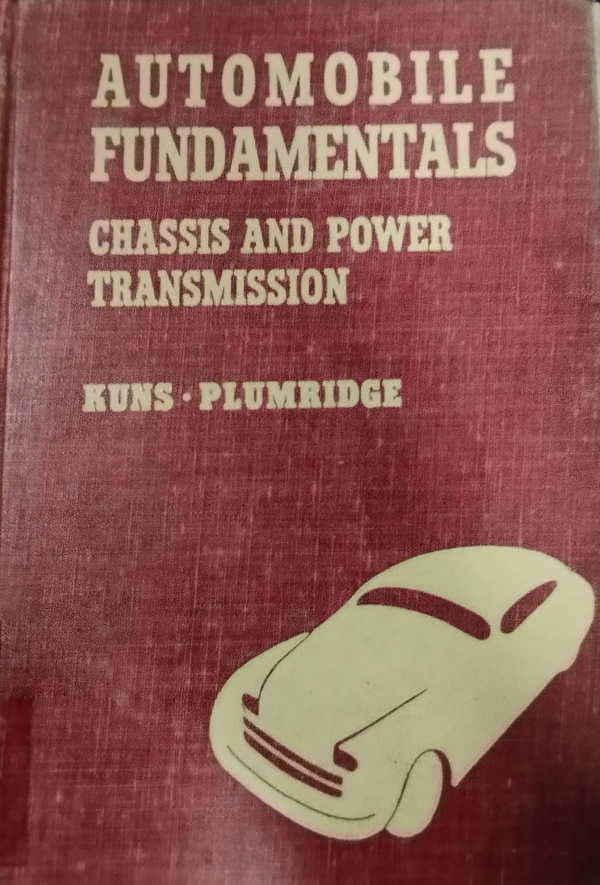 AUTOMOBILE
FUNDAMENTALS
CHASSIS AND POWER
TRANSMISSION
KUNS · PLUMRIDGE